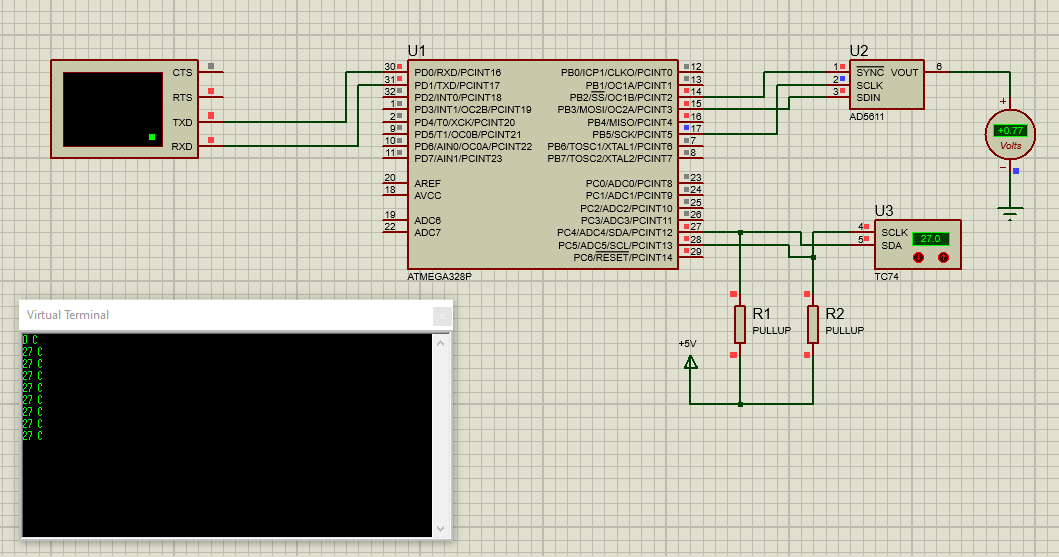 U1
U2
CTS
RTS
TXD
RXD
30
31
32
1
2
9
10
11
20
18
19
22
PD0/RXD/PCINT16
PD1/TXD/PCINT17
PD2/INT0/PCINT18
PD3/INT1/OC2B/PCINT19
PD4/T0/XCK/PCINT20
PD5/T1/OC0B/PCINT21
PD6/AIN0/OC0A/PCINT22
PD7/AIN1/PCINT23
AREF
AVCC
ADC6
ADC7
PB0/ICP1/CLKO/PCINT0
PB1/OC1A/PCINT1
PB2/SS/OC1B/PCINT2
PB3/MOSI/OC2A/PCINT3
PB4/MISO/PCINT4
PB5/SCK/PCINT5
PB6/TOSC1/XTAL1/PCINT6
PB7/TOSC2/XTAL2/PCINT7
PC0/ADC0/PCINT8
PC1/ADC1/PCINT9
PC2/ADC2/PCINT10
PC3/ADC3/PCINT11
PC4/ADC4/SDA/PCINT12
PC5/ADC5/SCL/PCINT13
PC6/RESET/PCINT14
12
13
14
15
16
17
7
8
23
24
25
26
27
28
29
ATMEGA328P
1
2
3
SYNC VOUT
SCLK
SDIN
6
AD5611
+
+0.77
Volts
−
U3
4
5
SCLK
SDA
27.0
TC74
R1
PULLUP
R2
PULLUP
+5V
Virtual Terminal
x
0 C
27 C
27 C
27 C
27 C
27 C
27 C
27 C
27 C